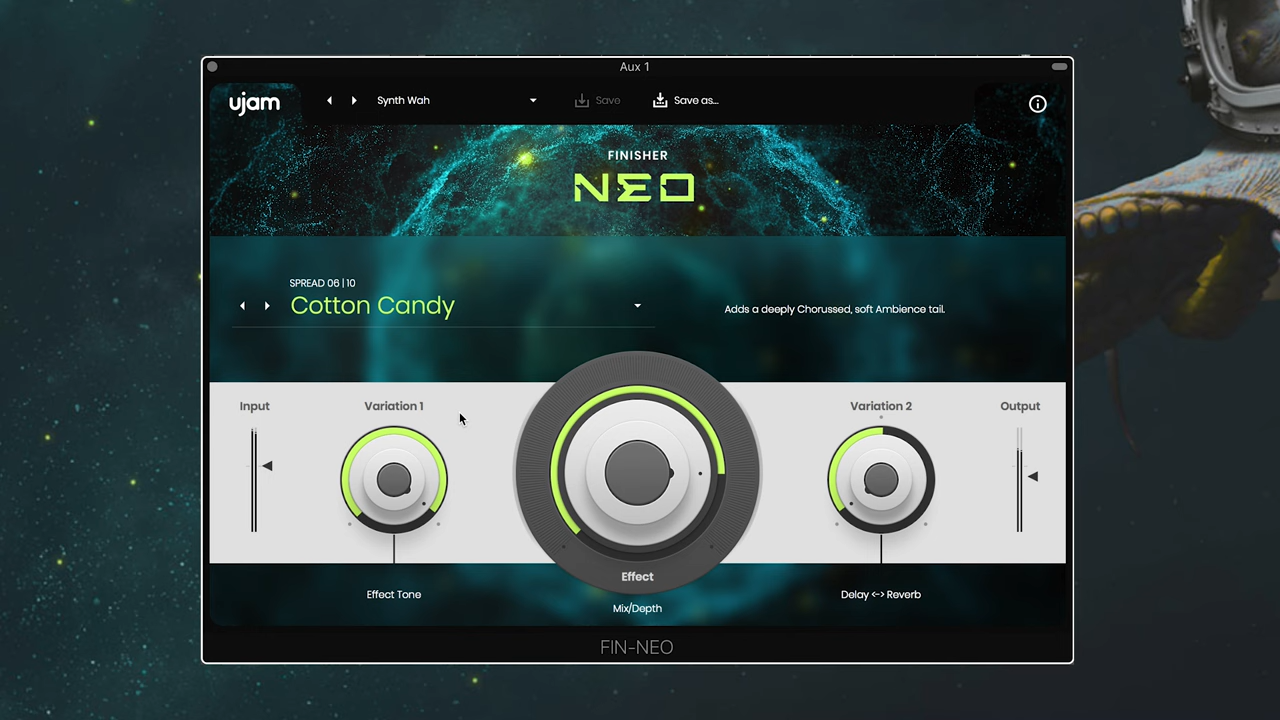 Aux 1
ujam
Synth Wah
Save
Save as...
FINISHER
NEO
SPREAD 06 | 10
Cotton Candy
Adds a deeply Chorussed, soft Ambience tail.
Input
Variation 1
Variation 2
Output
Effect
Effect Tone
Mix/Depth
Delay <-> Reverb
FIN-NEO